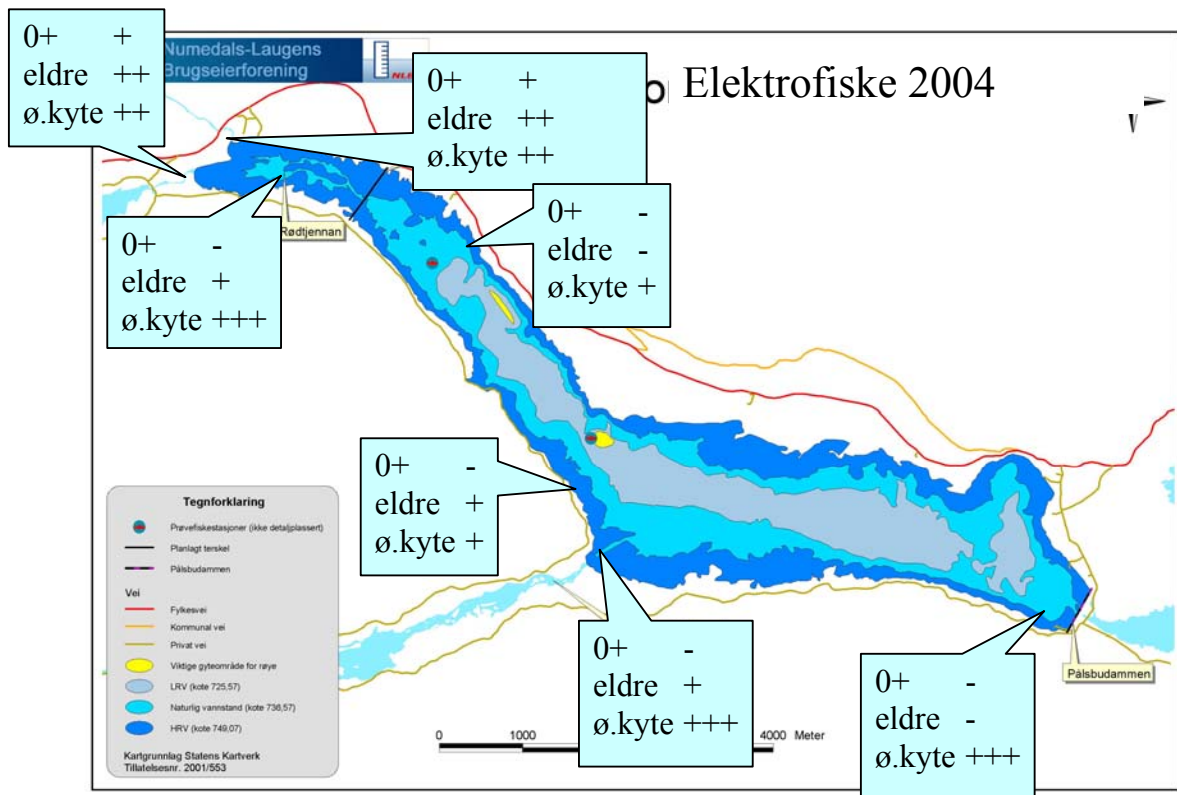 0+ +
eldre ++
ø.kyte ++
Numedals-Laugens
Brugseierforening
0+ +
eldre ++
ø.kyte ++
Elektrofiske 2004
0+ -
eldre +
ø.kyte +++
Rødtjennan
0+ -
eldre -
ø.kyte +
0+ -
eldre +
ø.kyte +
0+ -
eldre +
ø.kyte +++
0+ -
eldre -
ø.kyte +++
Pålsbudammen
Tegnforklaring
Prøvefiskestasjoner (ikke detaljplassert)
Planlagt terskel
Pålsbudammen
Vei
Fylkesvei
Kommunal vei
Privat vei
Viktige gyteområde for røye
LRV (kote 725,57)
Naturlig vannstand (kote 736,57)
HRV (kote 749,07)
Kartgrunnlag Statens Kartverk
Tillatelsesnr. 2001/553
0 1000 4000 Meter